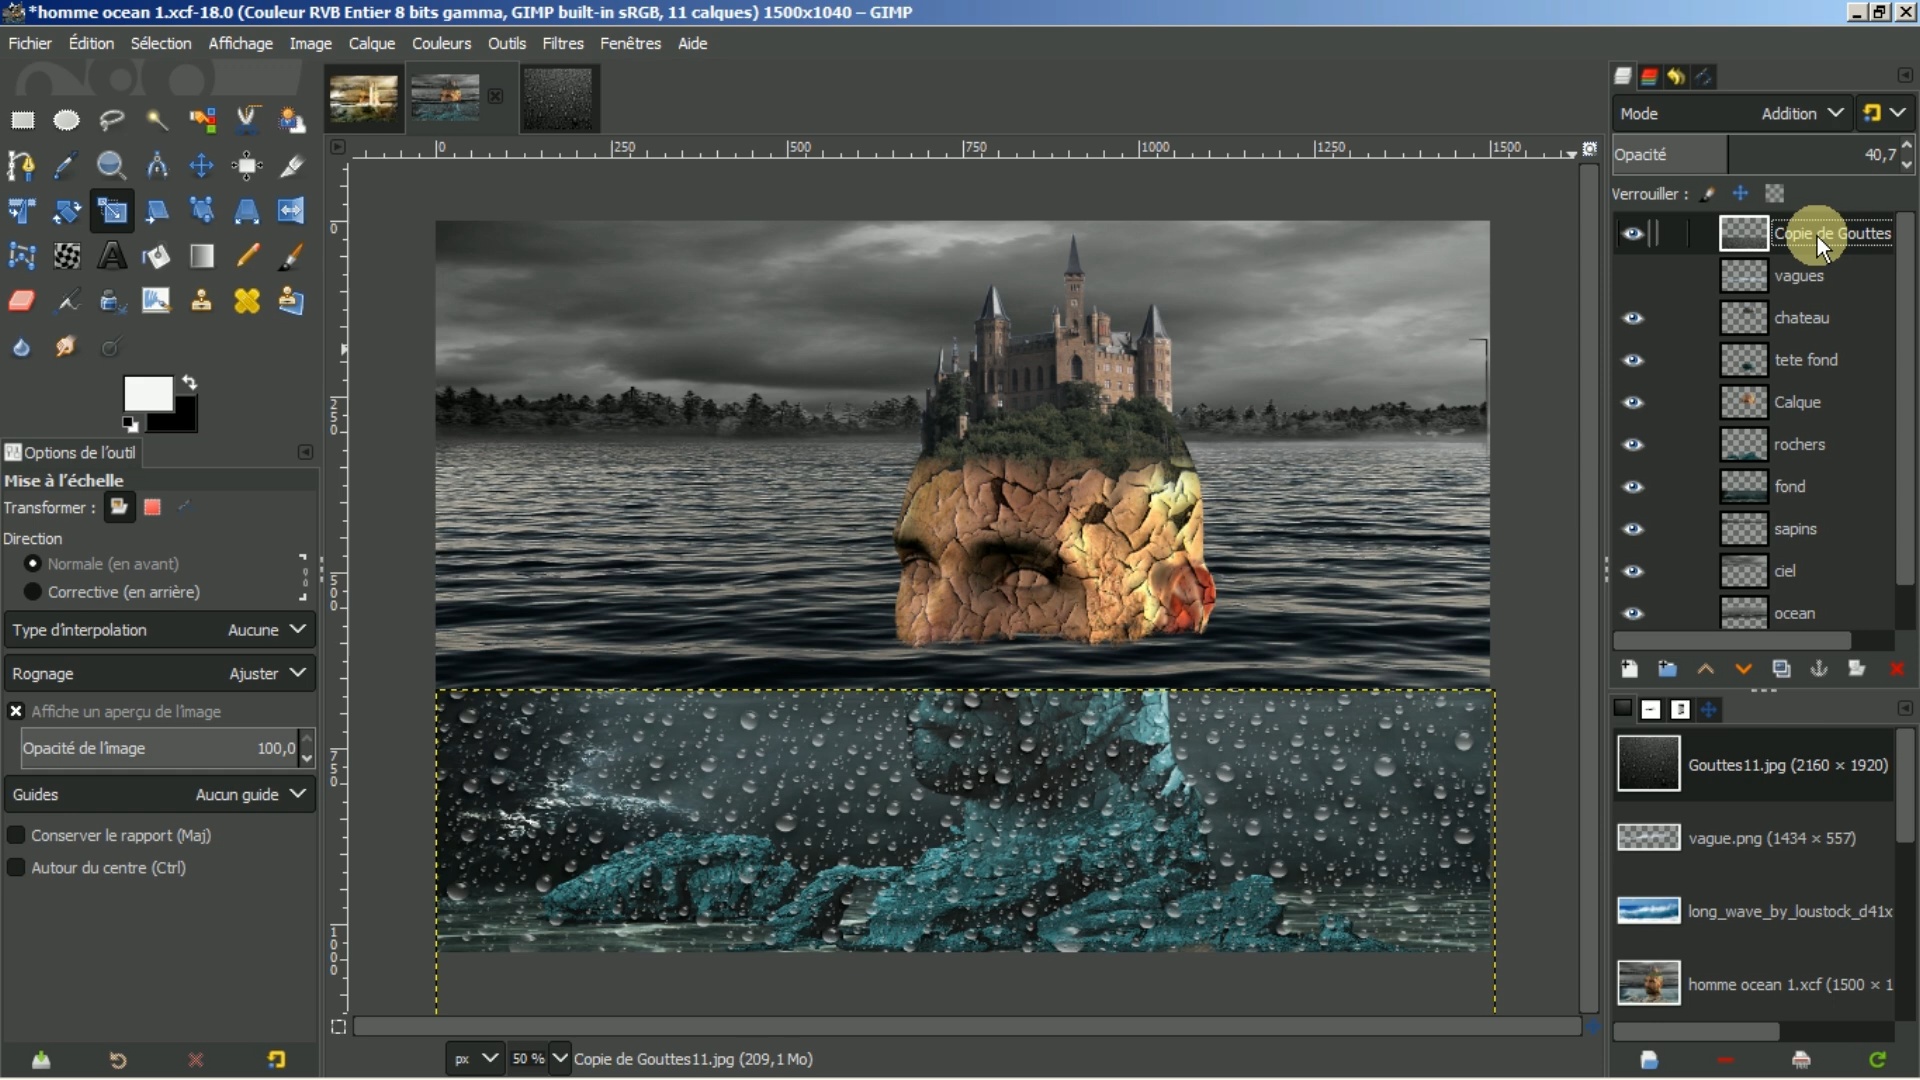 *homme ocean 1.xcf-18.0 (Couleur RVB Entier 8 bits gamma, GIMP built-in sRGB, 11 calques) 1500x1040 – GIMP
Fichier Édition Sélection Affichage Image Calque Couleurs Outils Filtres Fenêtres Aide
0 250 500 750 1000 1250 1500
0
250
500
750
1000
Options de l'outil
Mise à l'échelle
Transformer :
Direction
Normale (en avant)
Corrective (en arrière)
Type d'interpolation Aucune
Rognage Ajuster
Affiche un aperçu de l'image
Opacité de l'image 100,0
Guides Aucun guide
Conserver le rapport (Maj)
Autour du centre (Ctrl)
px 50 % Copie de Gouttes11.jpg (209,1 Mo)
Mode Addition
Opacité 40,7
Verrouiller :
Copie de Gouttes
vagues
chateau
tete fond
Calque
rochers
fond
sapins
ciel
ocean
Gouttes11.jpg (2160 × 1920)
vague.png (1434 × 557)
long_wave_by_loustock_d41x
homme ocean 1.xcf (1500 × 1